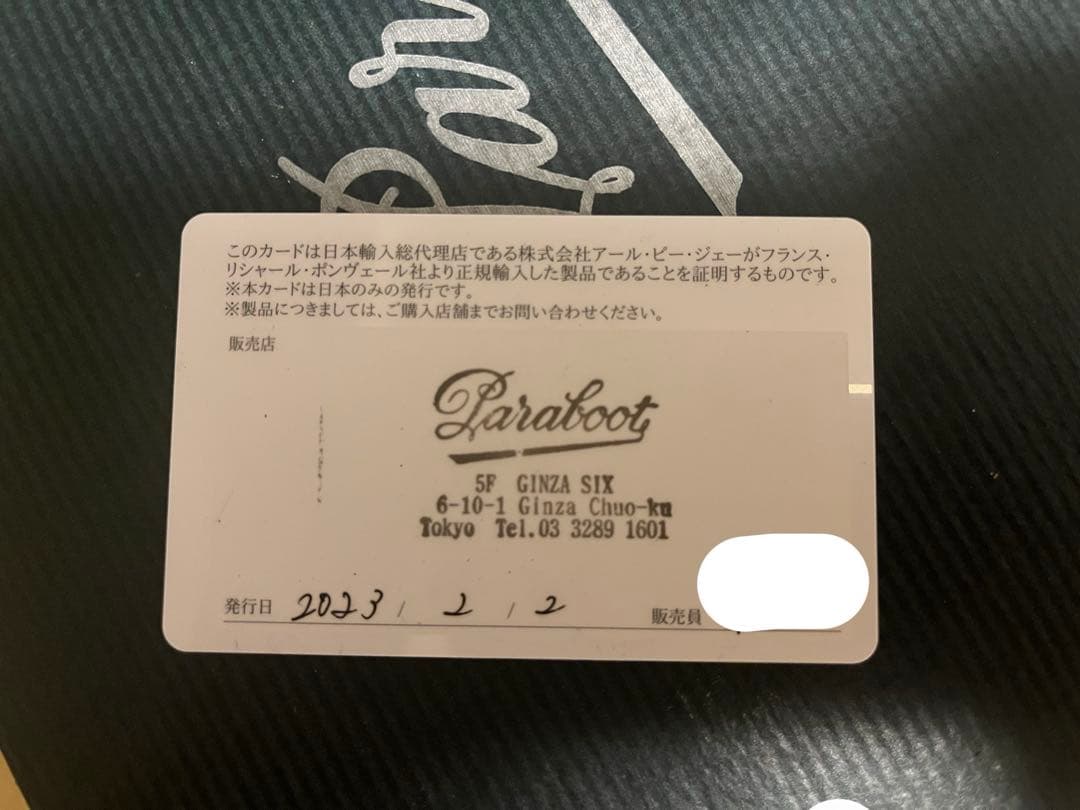 Par
このカードは日本輸入総代理店である株式会社アール・ピー・ジェーがフランス・
リシャール・ポンヴェール社より正規輸入した製品であることを証明するものです。
※本カードは日本のみの発行です。
※製品につきましては、ご購入店舗までお問い合わせください。
販売店
Paraboot
5F GINZA SIX
6-10-1 Ginza Chuo-ku
Tokyo Tel.03 3289 1601
発行日 2023 / 2 / 2 販売員